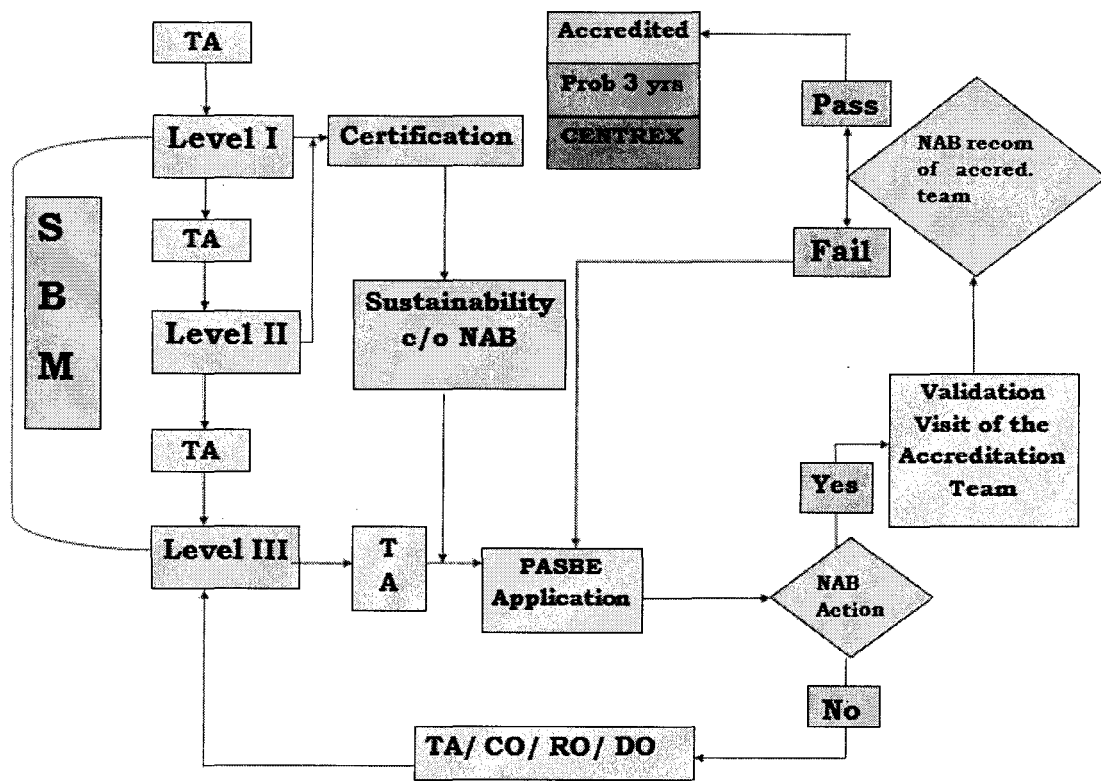 TA
Level I
Certification
S
B
M
TA
Level II
Sustainability
c/o NAB
TA
Level III
T
A
PASBE
Application
Accredited
Prob 3 yrs
CENTREX
Pass
NAB recom
of accred.
team
Fail
Validation
Visit of the
Accreditation
Team
Yes
NAB
Action
No
TA/ CO/ RO/ DO